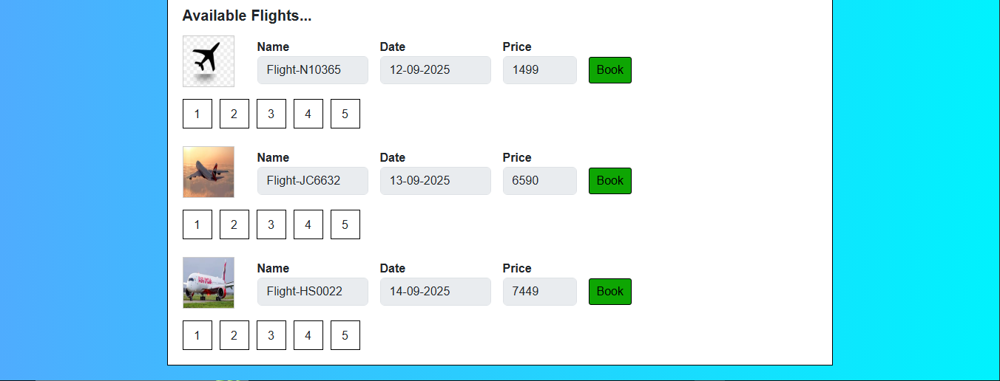 Available Flights...
Name Date Price
Flight-N10365 12-09-2025 1499 Book
1 2 3 4 5
Name Date Price
Flight-JC6632 13-09-2025 6590 Book
1 2 3 4 5
Name Date Price
Flight-HS0022 14-09-2025 7449 Book
1 2 3 4 5